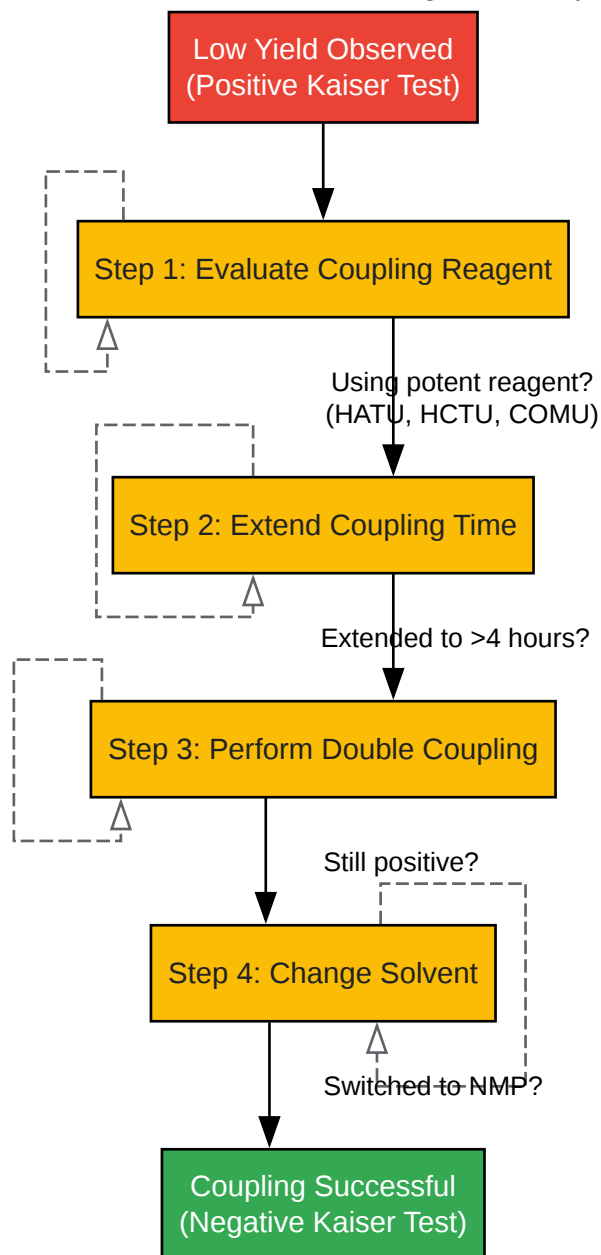 Low Yield Observed
(Positive Kaiser Test)
Step 1: Evaluate Coupling Reagent
Using potent reagent?
(HATU, HCTU, COMU)
Step 2: Extend Coupling Time
Extended to >4 hours?
Step 3: Perform Double Coupling
Still positive?
Step 4: Change Solvent
Switched to NMP?
Coupling Successful
(Negative Kaiser Test)